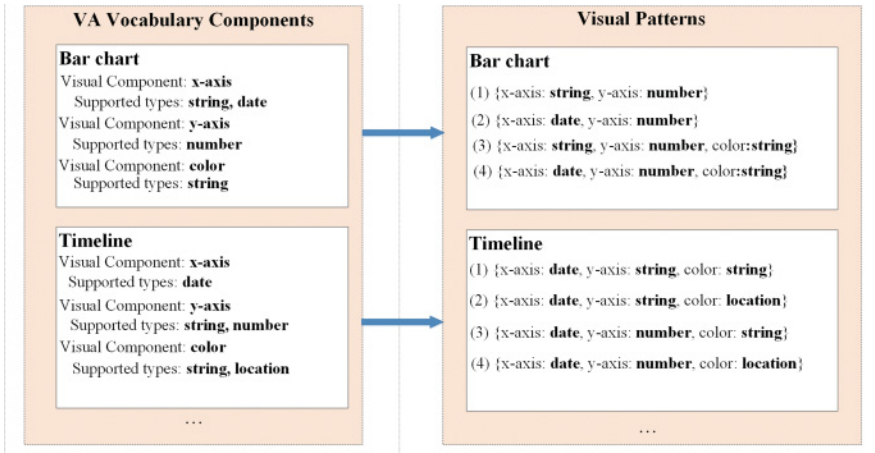 VA Vocabulary Components
Bar chart
Visual Component: x-axis
Supported types: string, date
Visual Component: y-axis
Supported types: number
Visual Component: color
Supported types: string
Timeline
Visual Component: x-axis
Supported types: date
Visual Component: y-axis
Supported types: string, number
Visual Component: color
Supported types: string, location
...
Visual Patterns
Bar chart
(1) {x-axis: string, y-axis: number}
(2) {x-axis: date, y-axis: number}
(3) {x-axis: string, y-axis: number, color:string}
(4) {x-axis: date, y-axis: number, color:string}
Timeline
(1) {x-axis: date, y-axis: string, color: string}
(2) {x-axis: date, y-axis: string, color: location}
(3) {x-axis: date, y-axis: number, color: string}
(4) {x-axis: date, y-axis: number, color: location}
...